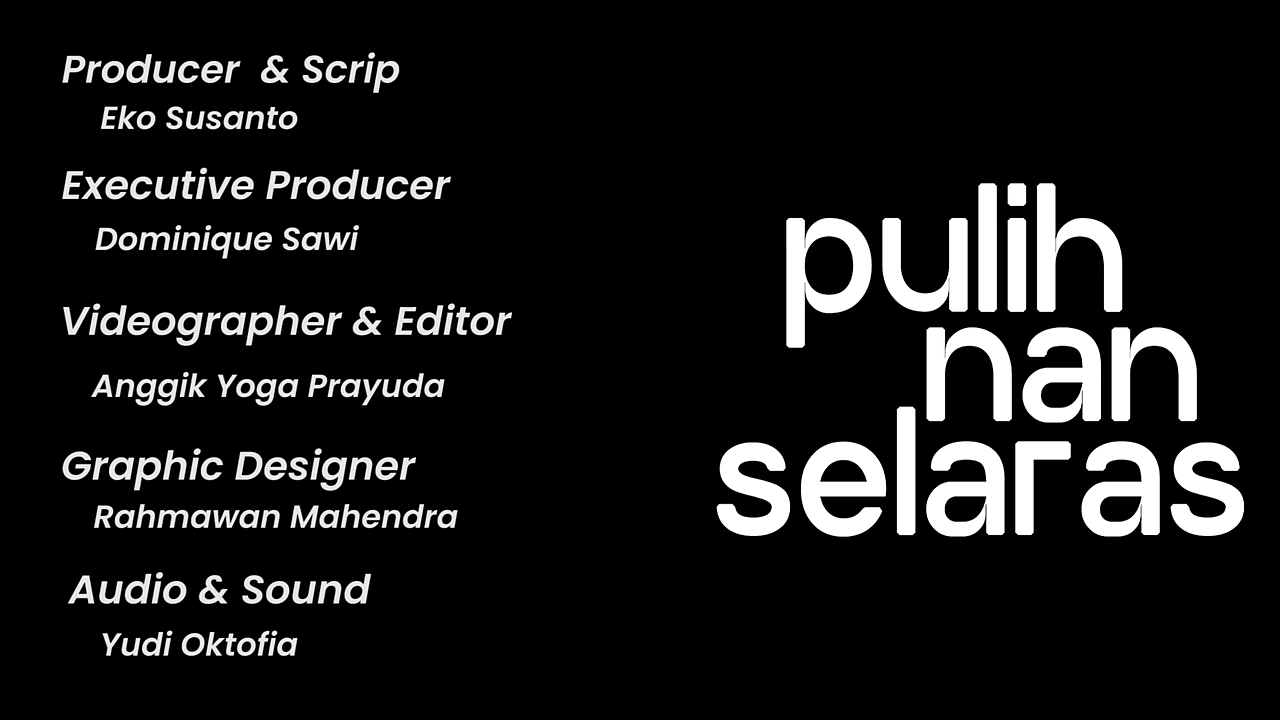 Producer & Scrip
Eko Susanto
Executive Producer
Dominique Sawi
Videographer & Editor
Anggik Yoga Prayuda
Graphic Designer
Rahmawan Mahendra
Audio & Sound
Yudi Oktofia
pulih
nan
selaras